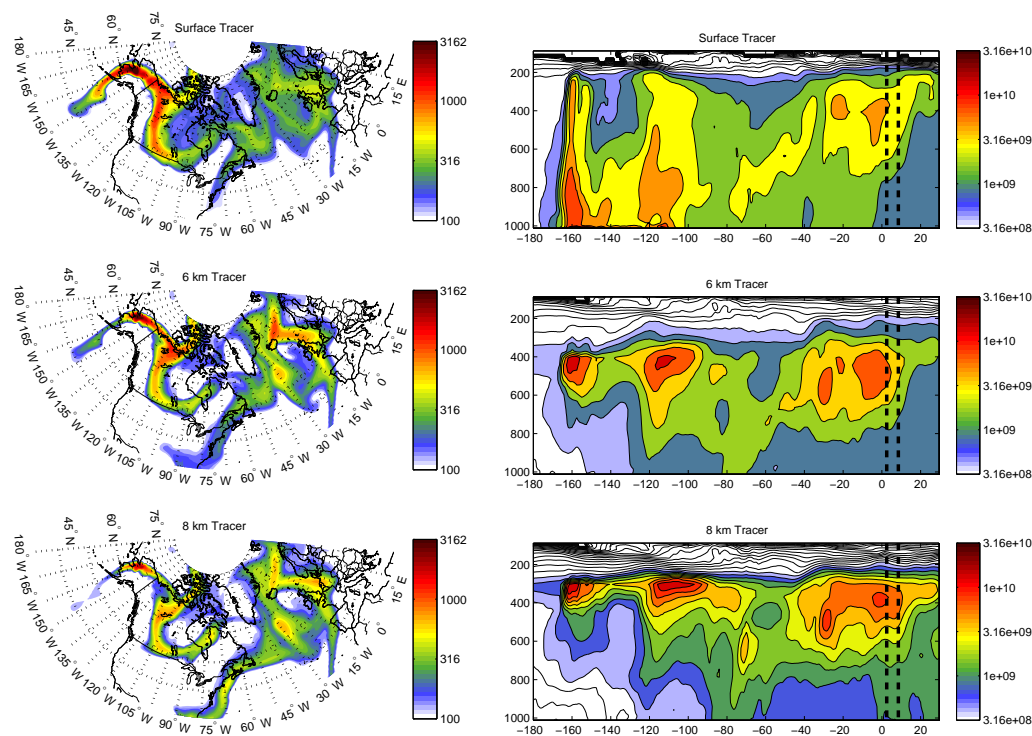 Surface Tracer
180° W
165° W
150° W
135° W
120° W
105° W
90° W
75° W
60° W
45° W
30° W
15° W
0°
15° E
45° N
60° N
75° N
3162
1000
316
100
Surface Tracer
200
400
600
800
1000
−180 −160 −140 −120 −100 −80 −60 −40 −20 0 20
3.16e+10
1e+10
3.16e+09
1e+09
3.16e+08
6 km Tracer
180° W
165° W
150° W
135° W
120° W
105° W
90° W
75° W
60° W
45° W
30° W
15° W
0°
15° E
45° N
60° N
75° N
3162
1000
316
100
6 km Tracer
200
400
600
800
1000
−180 −160 −140 −120 −100 −80 −60 −40 −20 0 20
3.16e+10
1e+10
3.16e+09
1e+09
3.16e+08
8 km Tracer
180° W
165° W
150° W
135° W
120° W
105° W
90° W
75° W
60° W
45° W
30° W
15° W
0°
15° E
45° N
60° N
75° N
3162
1000
316
100
8 km Tracer
200
400
600
800
1000
−180 −160 −140 −120 −100 −80 −60 −40 −20 0 20
3.16e+10
1e+10
3.16e+09
1e+09
3.16e+08